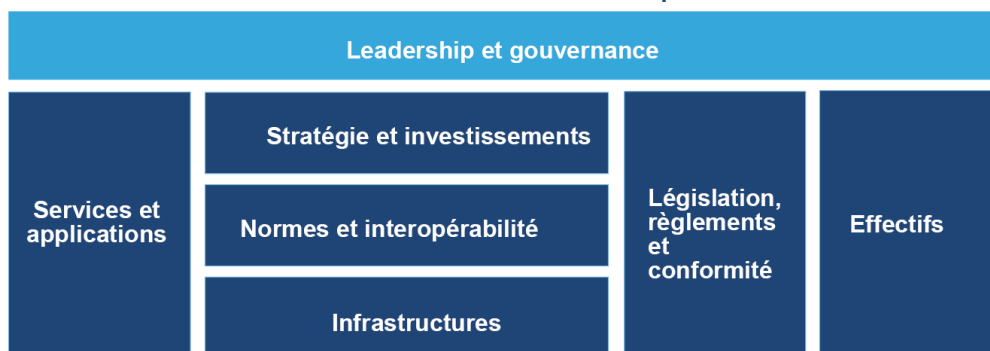 Leadership et gouvernance
Services et
applications
Stratégie et investissements
Normes et interopérabilité
Infrastructures
Législation,
règlements
et
conformité
Effectifs